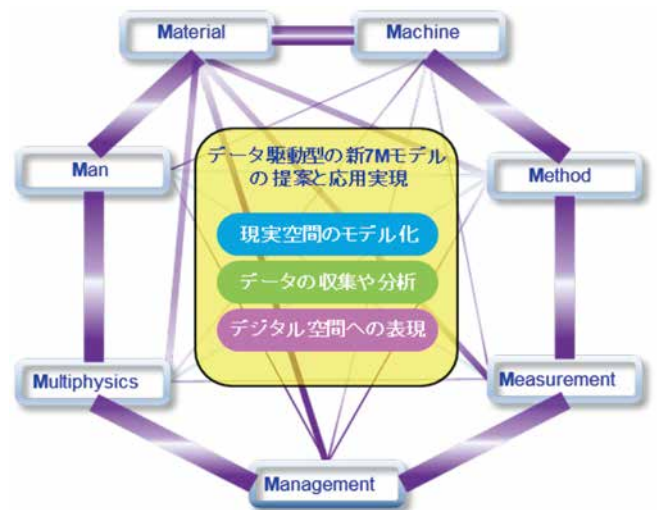 Material
Machine
Man
データ駆動型の新7Mモデル
の提案と応用実現
Method
現実空間のモデル化
データの収集や分析
デジタル空間への表現
Multiphysics
Measurement
Management